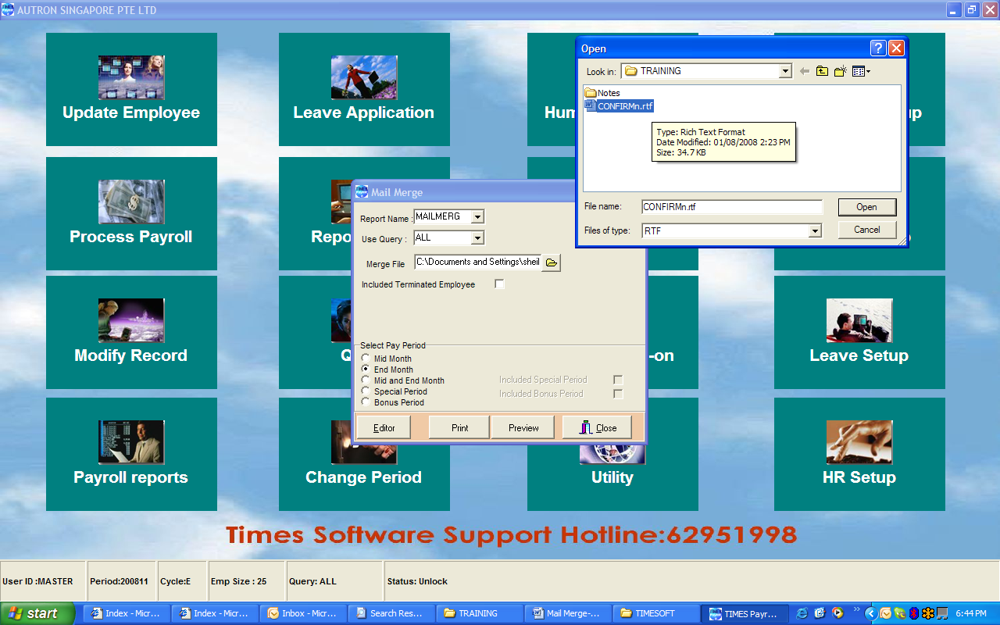 AUTRON SINGAPORE PTE LTD
Update Employee
Leave Application
Hum
up
Process Payroll
Repo
Modify Record
Q
-on
Leave Setup
Payroll reports
Change Period
Utility
HR Setup
Open
Look in:
TRAINING
Notes
CONFIRMn.rtf
Type: Rich Text Format
Date Modified: 01/08/2008 2:23 PM
Size: 34.7 KB
File name:
CONFIRMn.rtf
Open
Files of type:
RTF
Cancel
Mail Merge
Report Name :
MAILMERG
Use Query :
ALL
Merge File
C:\Documents and Settings\sheil
Included Terminated Employee
Select Pay Period
Mid Month
End Month
Mid and End Month
Special Period
Bonus Period
Included Special Period
Included Bonus Period
Editor
Print
Preview
Close
Times Software Support Hotline:62951998
User ID :MASTER
Period:200811
Cycle:E
Emp Size : 25
Query: ALL
Status: Unlock
start
Index - Micr...
Index - Micr...
Inbox - Micr...
Search Res...
TRAINING
Mail Merge-...
TIMESOFT
TIMES Payr...
6:44 PM